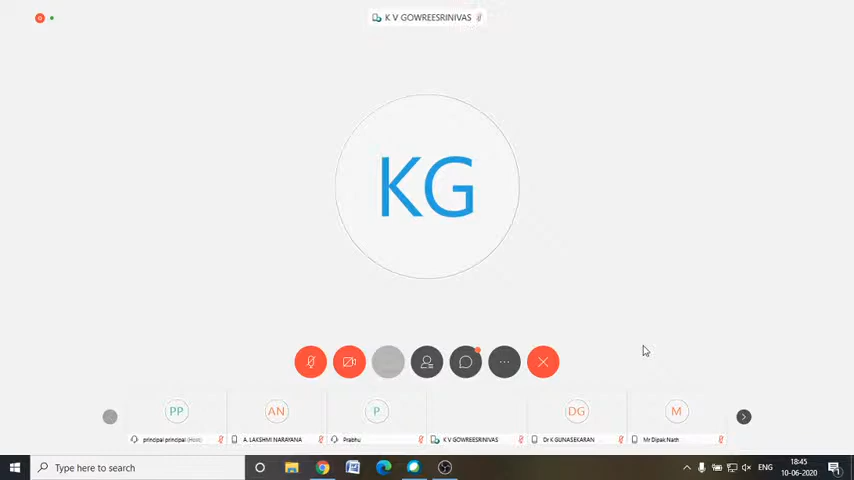 K V GOWREESRINIVAS
KG
PP
AN
P
DG
M
principal principal (Host)
A. LAKSHMI NARAYANA
Prabhu
K V GOWREESRINIVAS
Dr K GUNASEKARAN
Mr Dipak Nath
Type here to search
ENG
18:45
10-06-2020